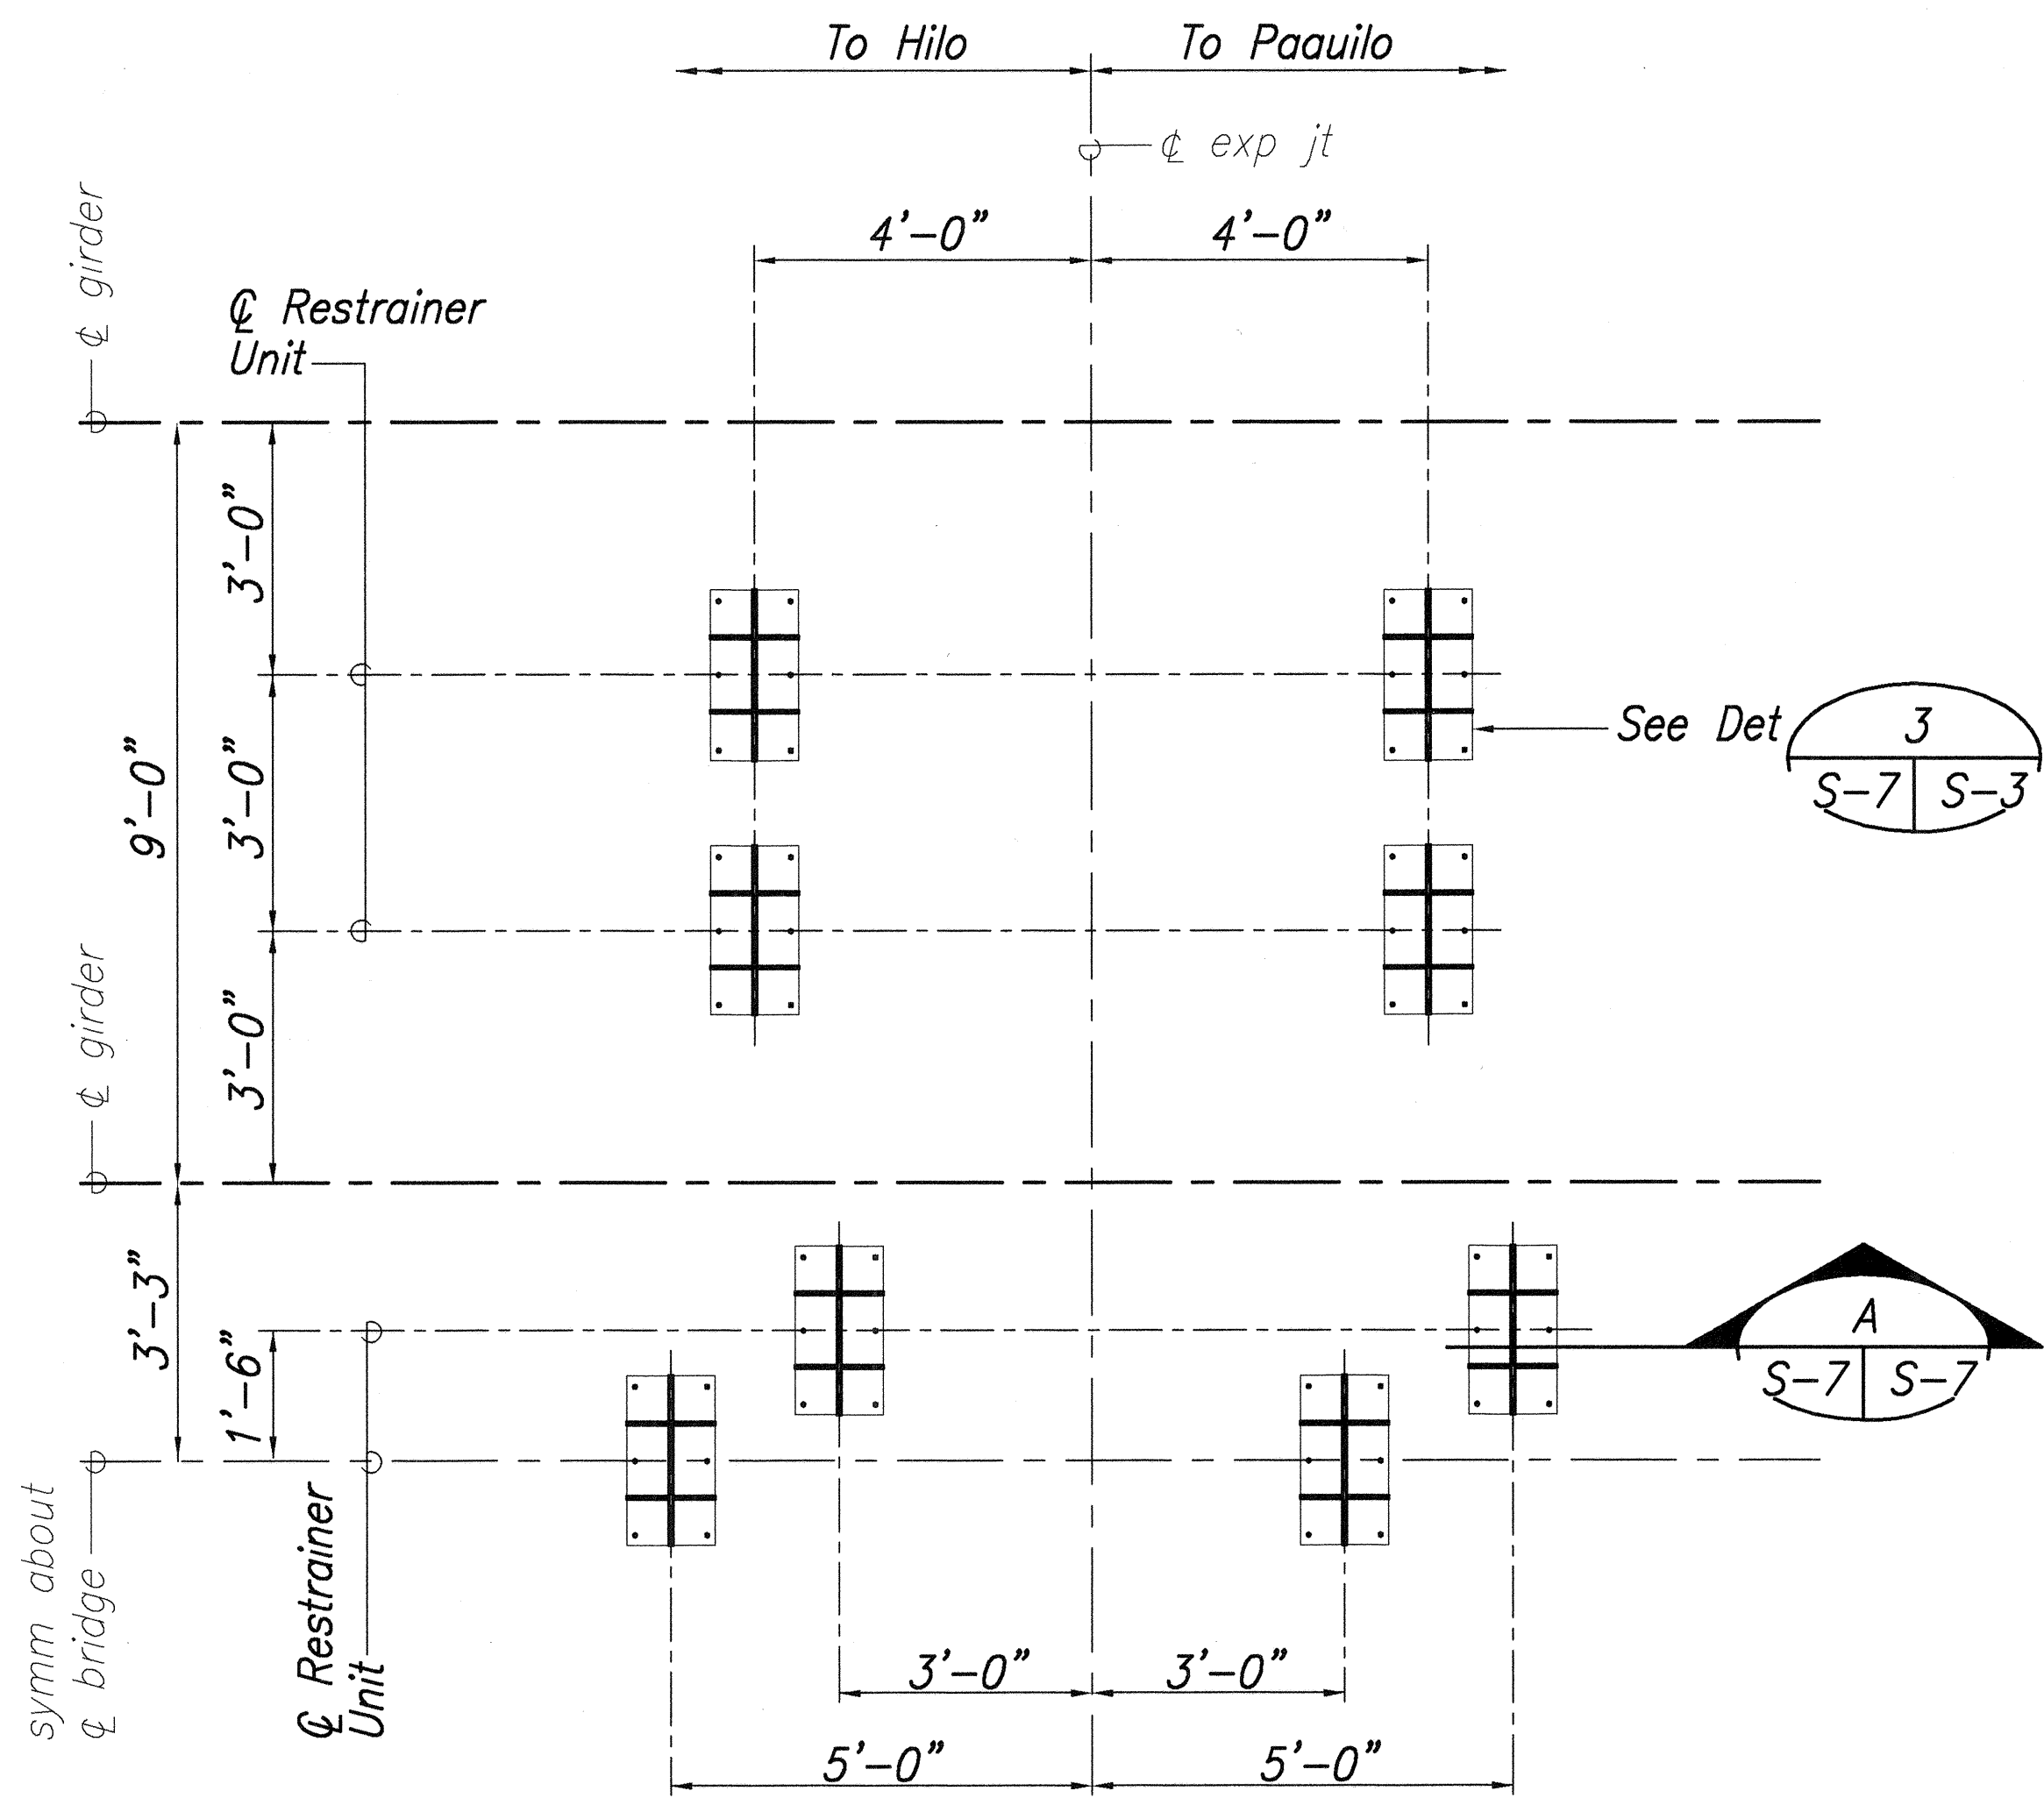 To Hilo
To Paauilo
℄ exp jt
4'-0"
4'-0"
℄ girder
℄ Restrainer
Unit
3'-0"
9'-0"
3'-0"
See Det
3
S-7
S-3
3'-0"
℄ girder
3'-3"
1'-6"
A
S-7
S-7
symm about
℄ bridge
℄ Restrainer
Unit
3'-0"
3'-0"
5'-0"
5'-0"